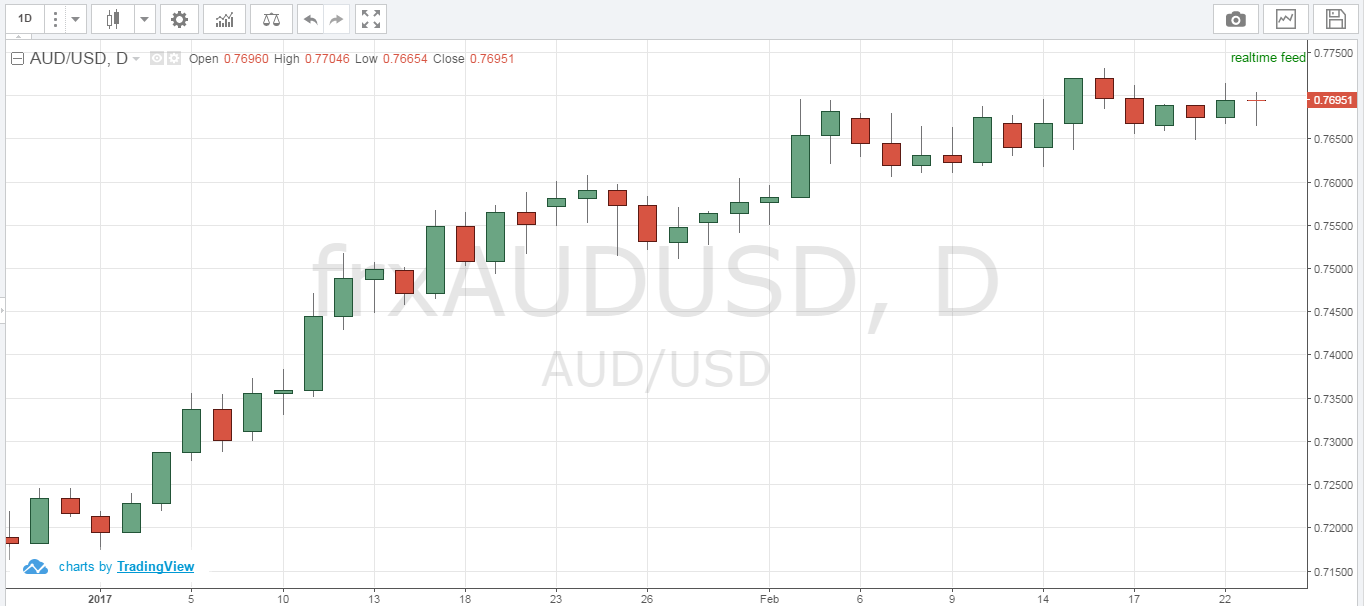 1D
AUD/USD, D Open 0.76960 High 0.77046 Low 0.76654 Close 0.76951
realtime feed
0.77500
0.76951
0.76500
0.76000
0.75500
0.75000
0.74500
0.74000
0.73500
0.73000
0.72500
0.72000
0.71500
frxAUDUSD, D
AUD/USD
charts by TradingView
2017 5 10 13 18 23 26 Feb 6 9 14 17 22